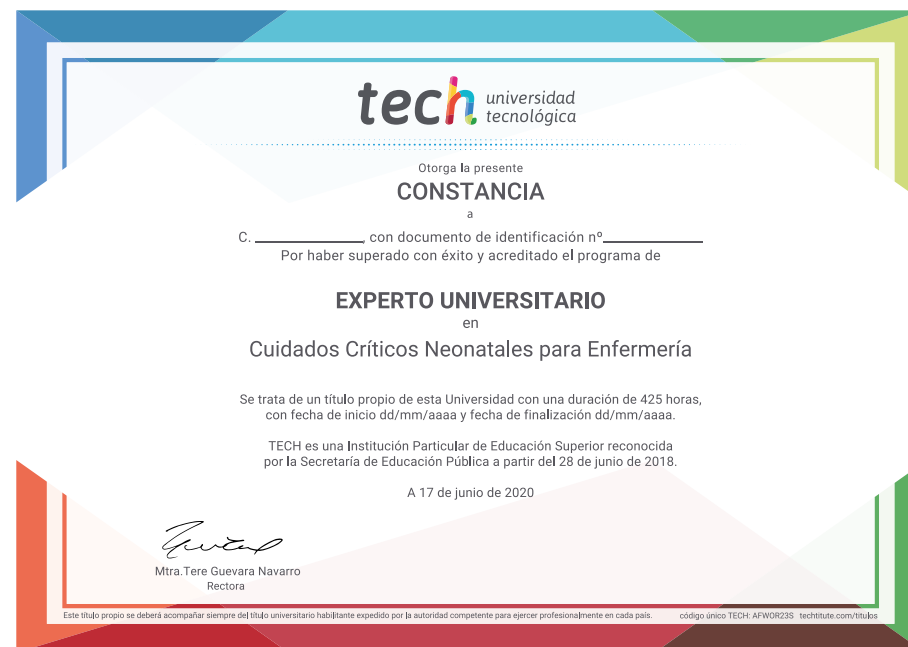 tech universidad
tecnológica
Otorga la presente
CONSTANCIA
a
C. ____________, con documento de identificación nº____________
Por haber superado con éxito y acreditado el programa de
EXPERTO UNIVERSITARIO
en
Cuidados Críticos Neonatales para Enfermería
Se trata de un título propio de esta Universidad con una duración de 425 horas,
con fecha de inicio dd/mm/aaaa y fecha de finalización dd/mm/aaaa.
TECH es una Institución Particular de Educación Superior reconocida
por la Secretaría de Educación Pública a partir del 28 de junio de 2018.
A 17 de junio de 2020
Mtra.Tere Guevara Navarro
Rectora
Este título propio se deberá acompañar siempre del título universitario habilitante expedido por la autoridad competente para ejercer profesionalmente en cada país. código único TECH: AFWOR23S techtitute.com/titulos